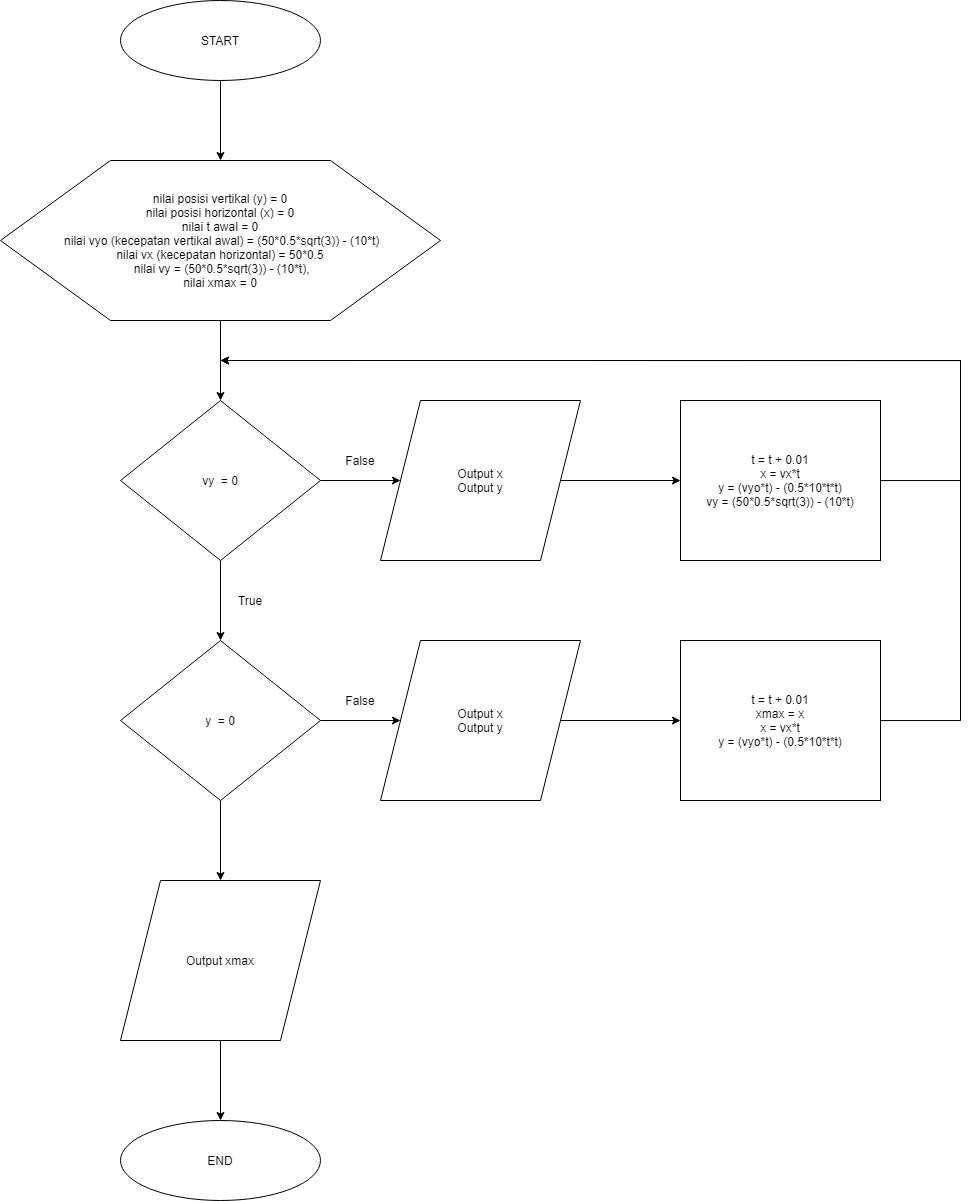 START
nilai posisi vertikal (y) = 0
nilai posisi horizontal (x) = 0
nilai t awal = 0
nilai vyo (kecepatan vertikal awal) = (50*0.5*sqrt(3)) - (10*t)
nilai vx (kecepatan horizontal) = 50*0.5
nilai vy = (50*0.5*sqrt(3)) - (10*t),
nilai xmax = 0
vy = 0
False
Output x
Output y
t = t + 0.01
x = vx*t
y = (vyo*t) - (0.5*10*t*t)
vy = (50*0.5*sqrt(3)) - (10*t)
True
y = 0
False
Output x
Output y
t = t + 0.01
xmax = x
x = vx*t
y = (vyo*t) - (0.5*10*t*t)
Output xmax
END